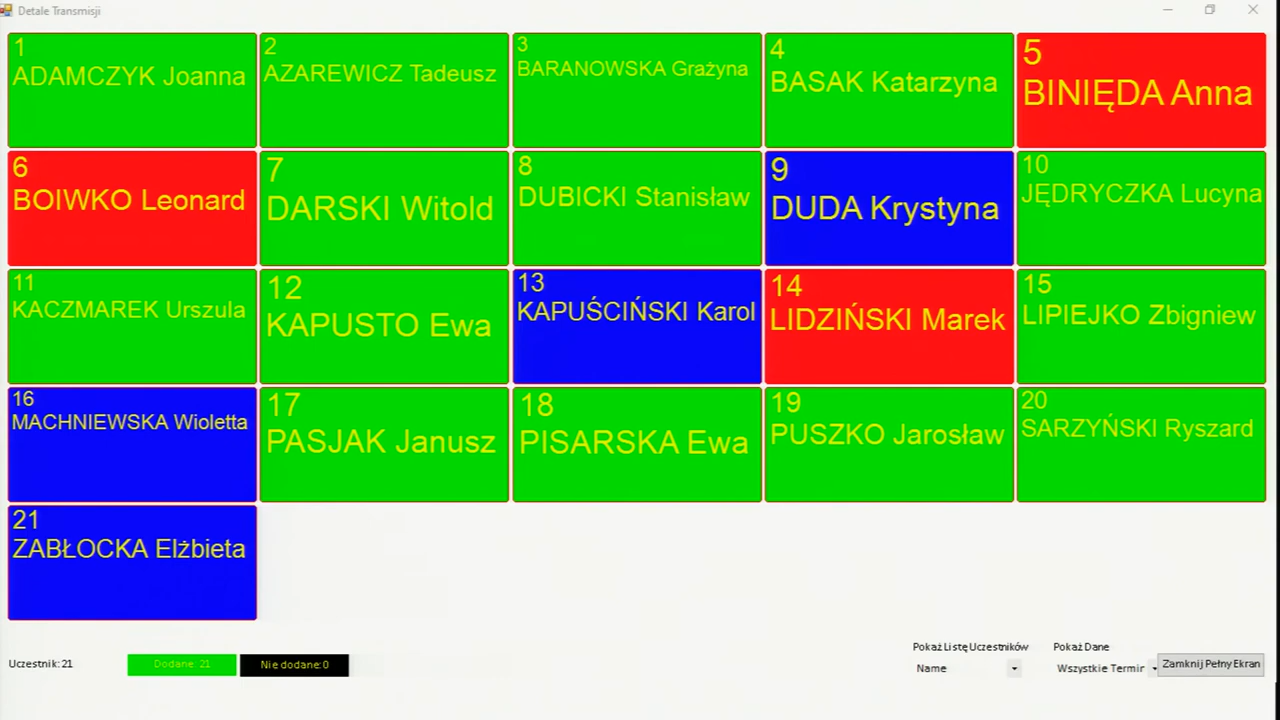 Detale Transmisji
1
ADAMCZYK Joanna
2
AZAREWICZ Tadeusz
3
BARANOWSKA Grażyna
4
BASAK Katarzyna
5
BINIĘDA Anna
6
BOIWKO Leonard
7
DARSKI Witold
8
DUBICKI Stanisław
9
DUDA Krystyna
10
JĘDRYCZKA Lucyna
11
KACZMAREK Urszula
12
KAPUSTO Ewa
13
KAPUŚCIŃSKI Karol
14
LIDZIŃSKI Marek
15
LIPIEJKO Zbigniew
16
MACHNIEWSKA Wioletta
17
PASJAK Janusz
18
PISARSKA Ewa
19
PUSZKO Jarosław
20
SARZYŃSKI Ryszard
21
ZABŁOCKA Elżbieta
Pokaż Listę Uczestników
Pokaż Dane
Uczestnik: 21
Dodane: 21
Nie dodane:0
Name
Wszystkie Termir
Zamknij Pełny Ekran